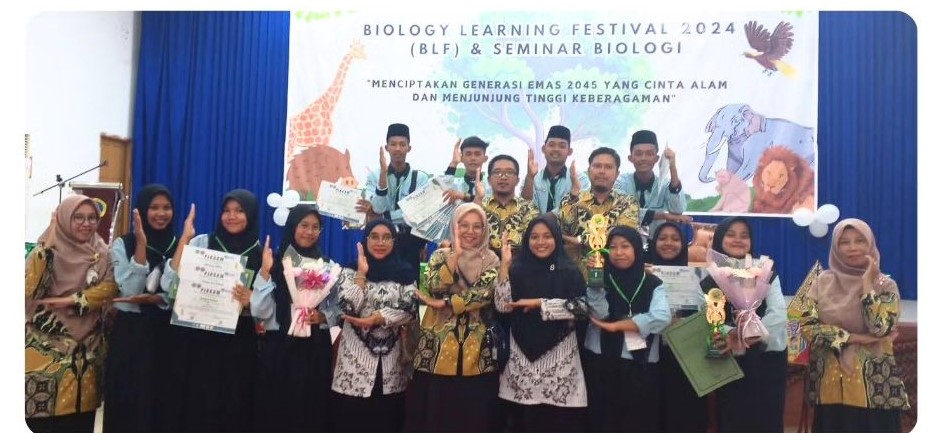 BIOLOGY LEARNING FESTIVAL 2024
(BLF) & SEMINAR BIOLOGI
"MENCIPTAKAN GENERASI EMAS 2045 YANG CINTA ALAM
DAN MENJUNJUNG TINGGI KEBERAGAMAN"